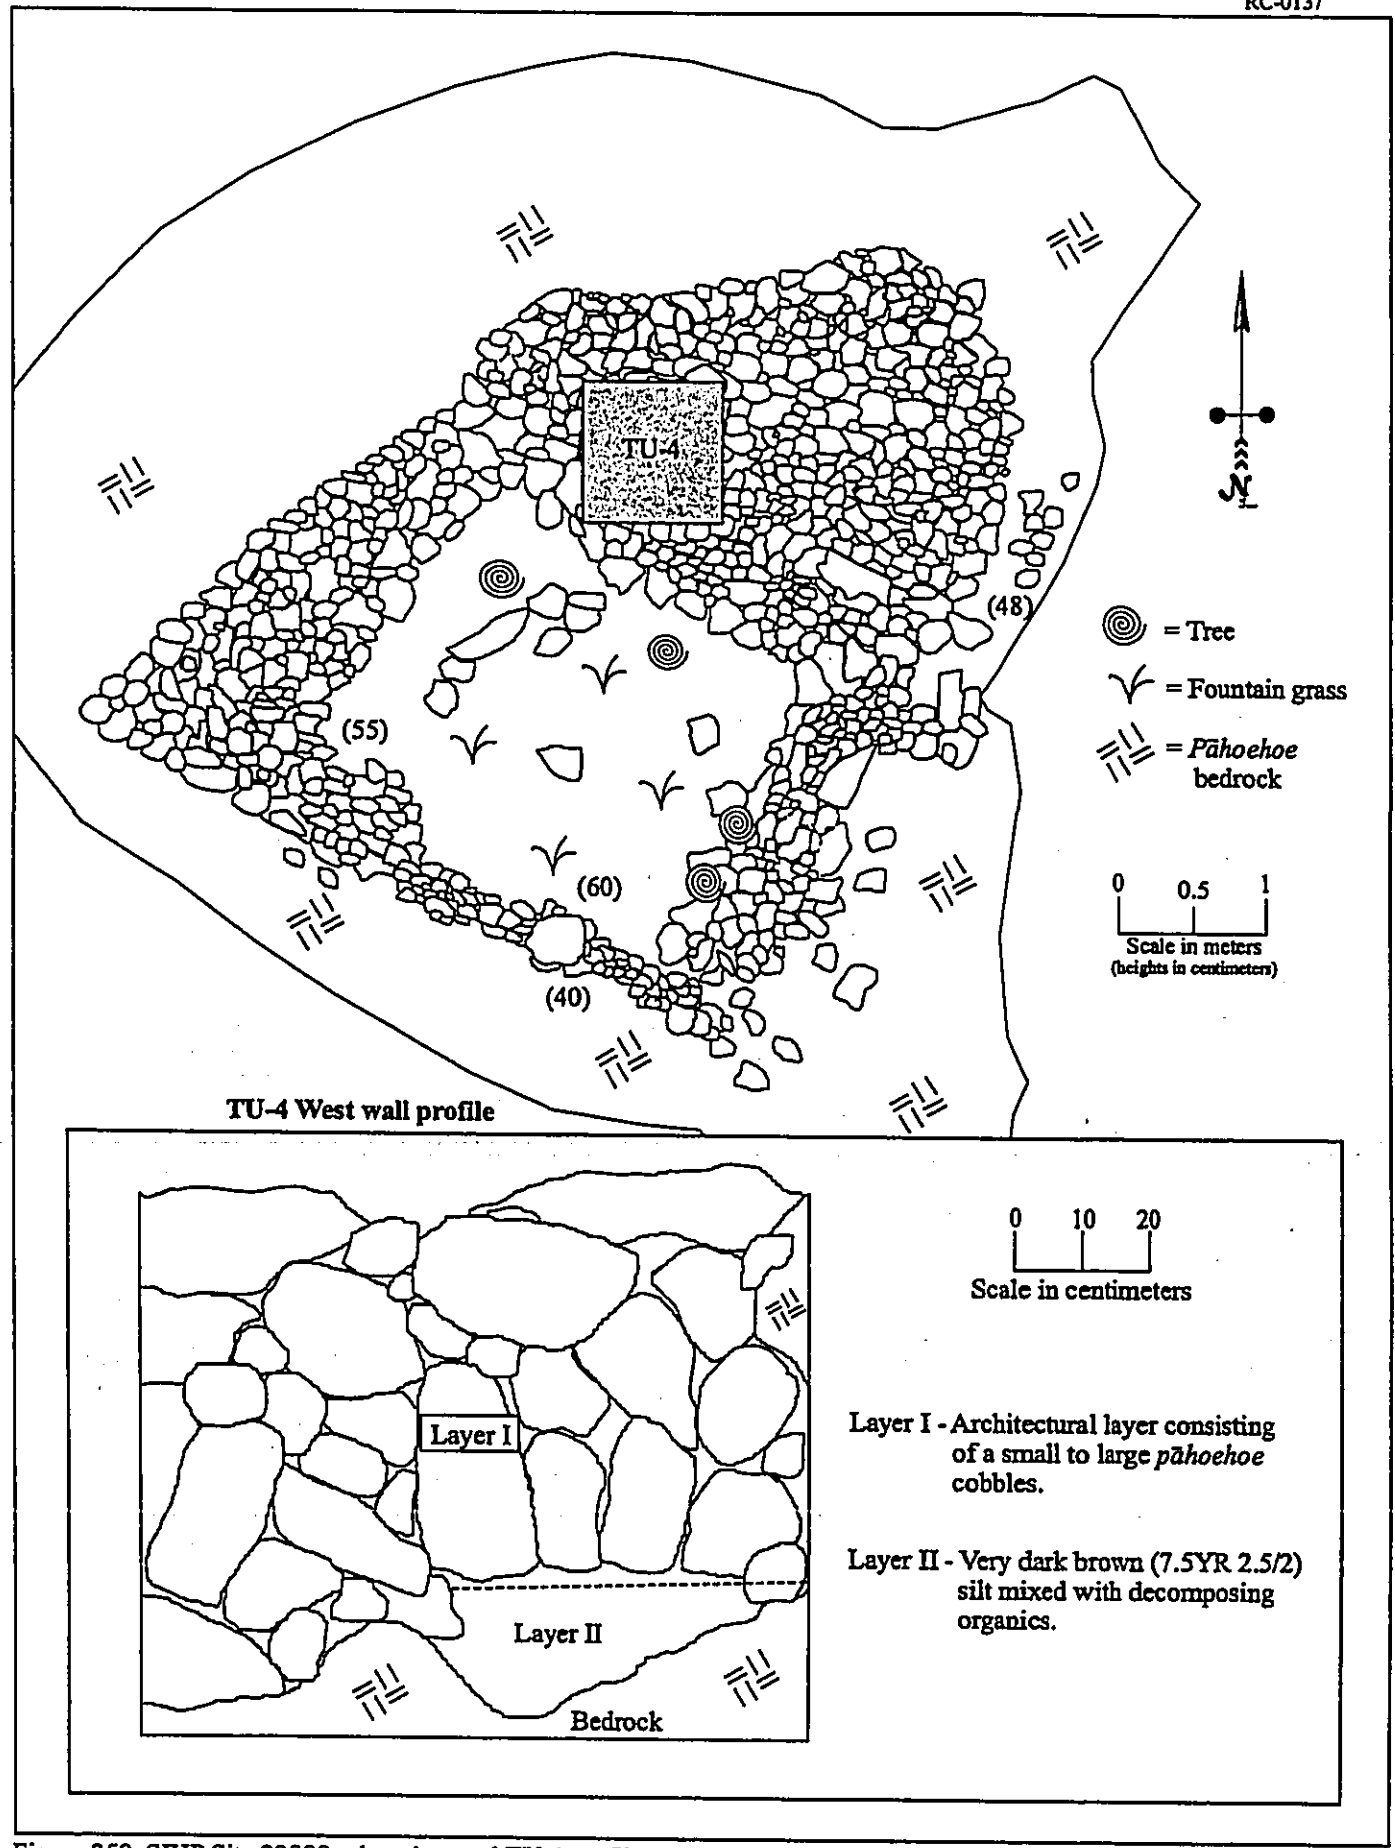 RC-0137
TU-4
N
(48)
= Tree
= Fountain grass
(55)
= Pāhoehoe
bedrock
(60)
0 0.5 1
Scale in meters
(heights in centimeters)
(40)
TU-4 West wall profile
0 10 20
Scale in centimeters
Layer I
Layer I - Architectural layer consisting
of a small to large pāhoehoe
cobbles.
Layer II - Very dark brown (7.5YR 2.5/2)
silt mixed with decomposing
organics.
Layer II
Bedrock